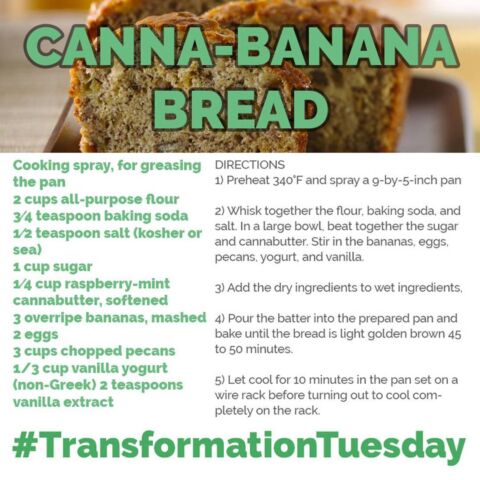 CANNA-BANANA
BREAD
Cooking spray, for greasing
the pan
2 cups all-purpose flour
3⁄4 teaspoon baking soda
1⁄2 teaspoon salt (kosher or
sea)
1 cup sugar
1⁄4 cup raspberry-mint
cannabutter, softened
3 overripe bananas, mashed
2 eggs
3 cups chopped pecans
1/3 cup vanilla yogurt
(non-Greek) 2 teaspoons
vanilla extract
DIRECTIONS
1) Preheat 340°F and spray a 9-by-5-inch pan
2) Whisk together the flour, baking soda, and
salt. In a large bowl, beat together the sugar
and cannabutter. Stir in the bananas, eggs,
pecans, yogurt, and vanilla.
3) Add the dry ingredients to wet ingredients,
4) Pour the batter into the prepared pan and
bake until the bread is light golden brown 45
to 50 minutes.
5) Let cool for 10 minutes in the pan set on a
wire rack before turning out to cool com-
pletely on the rack.
#TransformationTuesday